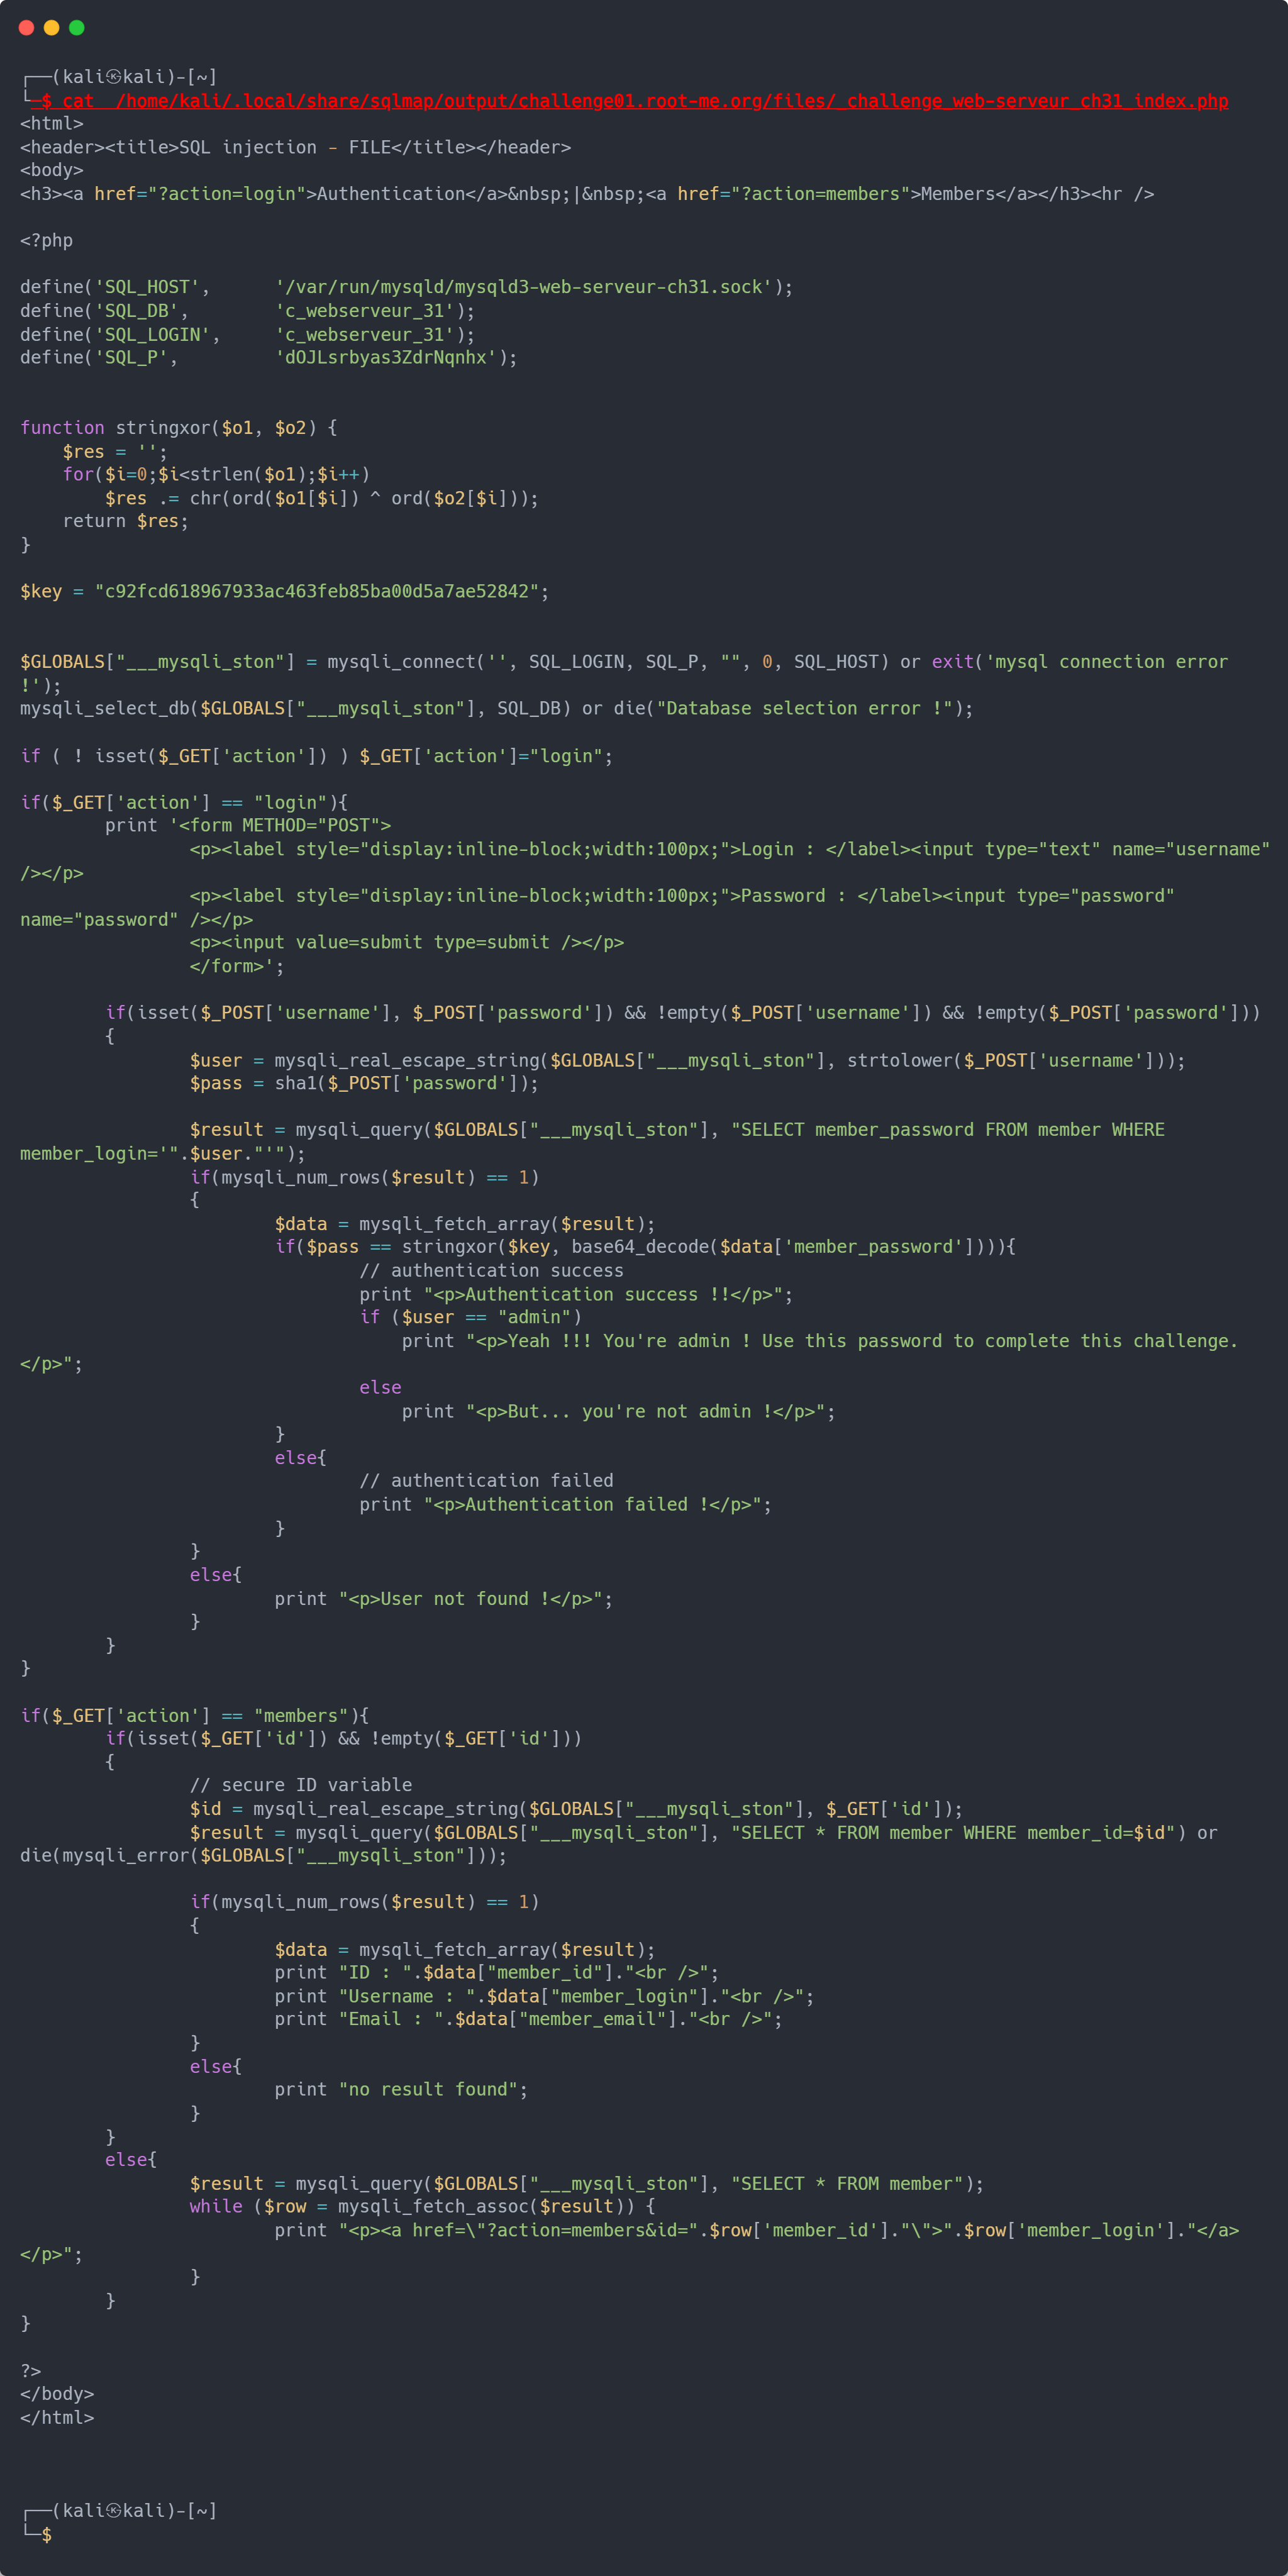 ┌──(kali㉿kali)-[~]
└─$ cat  /home/kali/.local/share/sqlmap/output/challenge01.root-me.org/files/_challenge_web-serveur_ch31_index.php
<html>
<header><title>SQL injection - FILE</title></header>
<body>
<h3><a href="?action=login">Authentication</a>&nbsp;|&nbsp;<a href="?action=members">Members</a></h3><hr />

<?php

define('SQL_HOST',      '/var/run/mysqld/mysqld3-web-serveur-ch31.sock');
define('SQL_DB',        'c_webserveur_31');
define('SQL_LOGIN',     'c_webserveur_31');
define('SQL_P',         'dOJLsrbyas3ZdrNqnhx');


function stringxor($o1, $o2) {
    $res = '';
    for($i=0;$i<strlen($o1);$i++)
        $res .= chr(ord($o1[$i]) ^ ord($o2[$i]));
    return $res;
}

$key = "c92fcd618967933ac463feb85ba00d5a7ae52842";


$GLOBALS["___mysqli_ston"] = mysqli_connect('', SQL_LOGIN, SQL_P, "", 0, SQL_HOST) or exit('mysql connection error
!');
mysqli_select_db($GLOBALS["___mysqli_ston"], SQL_DB) or die("Database selection error !");

if ( ! isset($_GET['action']) ) $_GET['action']="login";

if($_GET['action'] == "login"){
        print '<form METHOD="POST">
                <p><label style="display:inline-block;width:100px;">Login : </label><input type="text" name="username"
/></p>
                <p><label style="display:inline-block;width:100px;">Password : </label><input type="password"
name="password" /></p>
                <p><input value=submit type=submit /></p>
                </form>';

        if(isset($_POST['username'], $_POST['password']) && !empty($_POST['username']) && !empty($_POST['password']))
        {
                $user = mysqli_real_escape_string($GLOBALS["___mysqli_ston"], strtolower($_POST['username']));
                $pass = sha1($_POST['password']);

                $result = mysqli_query($GLOBALS["___mysqli_ston"], "SELECT member_password FROM member WHERE
member_login='".$user."'");
                if(mysqli_num_rows($result) == 1)
                {
                        $data = mysqli_fetch_array($result);
                        if($pass == stringxor($key, base64_decode($data['member_password']))){
                                // authentication success
                                print "<p>Authentication success !!</p>";
                                if ($user == "admin")
                                    print "<p>Yeah !!! You're admin ! Use this password to complete this challenge.
</p>";
                                else
                                    print "<p>But... you're not admin !</p>";
                        }
                        else{
                                // authentication failed
                                print "<p>Authentication failed !</p>";
                        }
                }
                else{
                        print "<p>User not found !</p>";
                }
        }
}

if($_GET['action'] == "members"){
        if(isset($_GET['id']) && !empty($_GET['id']))
        {
                // secure ID variable
                $id = mysqli_real_escape_string($GLOBALS["___mysqli_ston"], $_GET['id']);
                $result = mysqli_query($GLOBALS["___mysqli_ston"], "SELECT * FROM member WHERE member_id=$id") or
die(mysqli_error($GLOBALS["___mysqli_ston"]));

                if(mysqli_num_rows($result) == 1)
                {
                        $data = mysqli_fetch_array($result);
                        print "ID : ".$data["member_id"]."<br />";
                        print "Username : ".$data["member_login"]."<br />";
                        print "Email : ".$data["member_email"]."<br />";
                }
                else{
                        print "no result found";
                }
        }
        else{
                $result = mysqli_query($GLOBALS["___mysqli_ston"], "SELECT * FROM member");
                while ($row = mysqli_fetch_assoc($result)) {
                        print "<p><a href=\"?action=members&id=".$row['member_id']."\">".$row['member_login']."</a>
</p>";
                }
        }
}

?>
</body>
</html>

┌──(kali㉿kali)-[~]
└─$